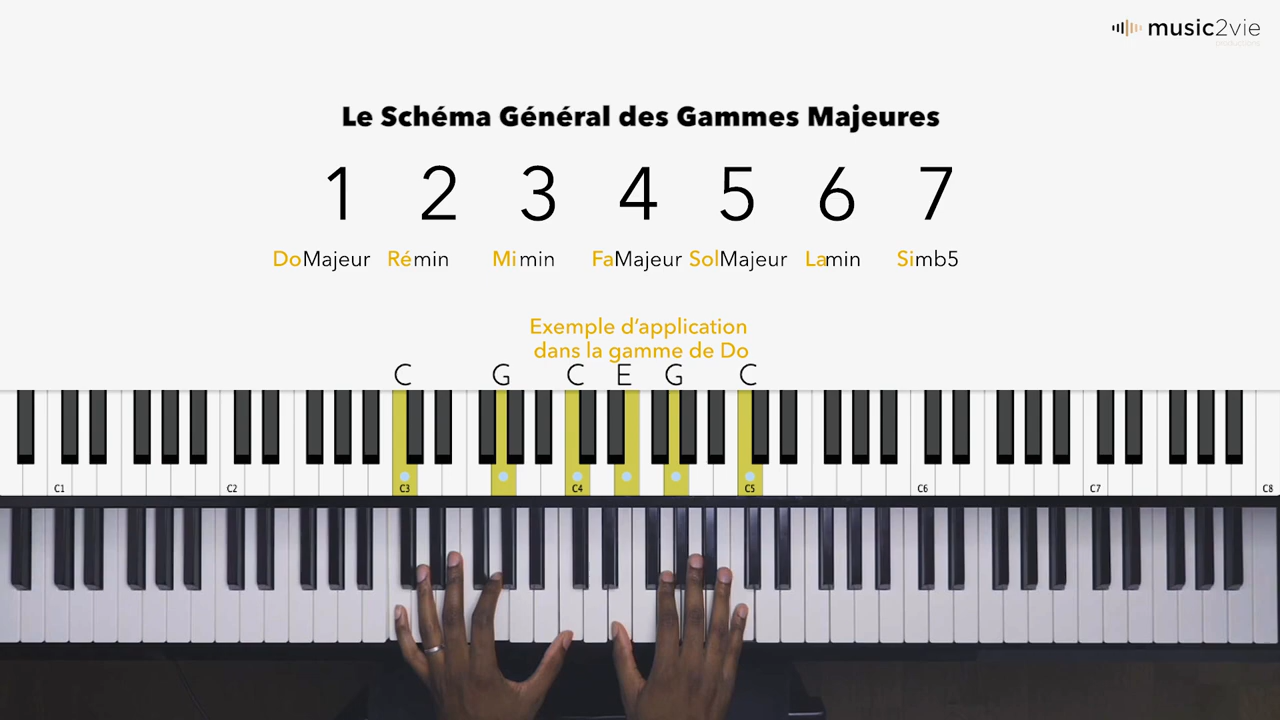 music2vie
productions
Le Schéma Général des Gammes Majeures
1 2 3 4 5 6 7
DoMajeur Rémin Mimin FaMajeur SolMajeur Lamin Simb5
Exemple d‘application
dans la gamme de Do
C G C E G C
C1 C2 C3 C4 C5 C6 C7 C8